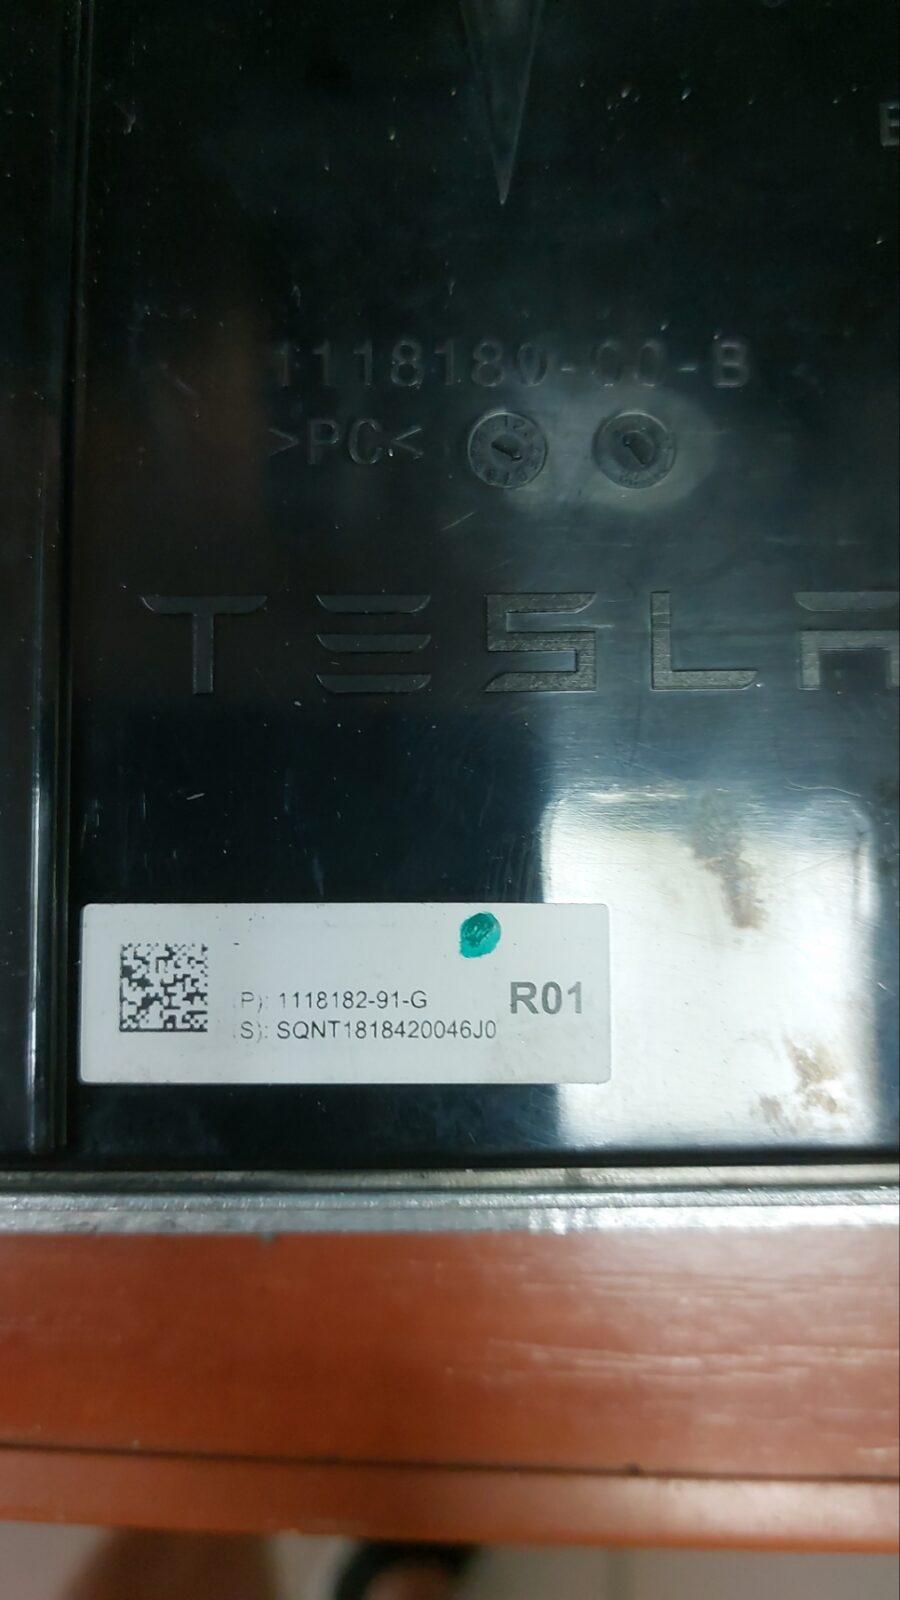 1118180-00-B
>PC<
TESLA
P): 1118182-91-G
(S): SQNT1818420046J0
R01